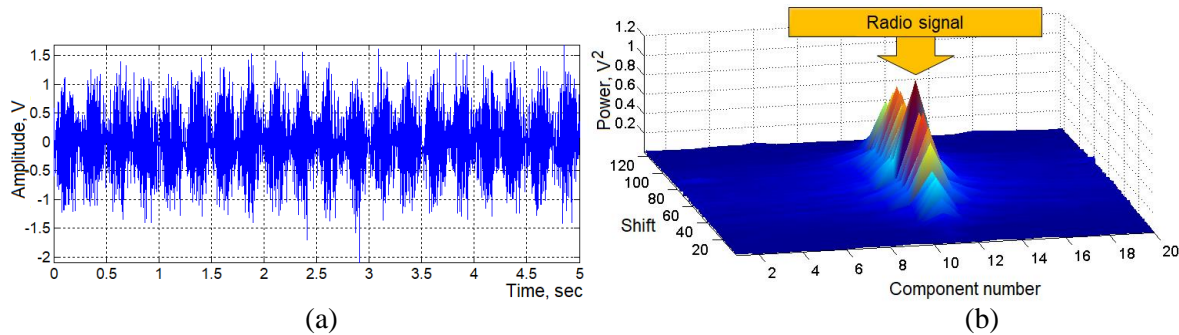 Amplitude, V
1.5
1
0.5
0
-0.5
-1
-1.5
-2
0 0.5 1 1.5 2 2.5 3 3.5 4 4.5 5
Time, sec
(a)
Radio signal
Power, V²
1.2
1
0.8
0.6
0.4
0.2
120
100
80
60
40
20
Shift
2 4 6 8 10 12 14 16 18 20
Component number
(b)